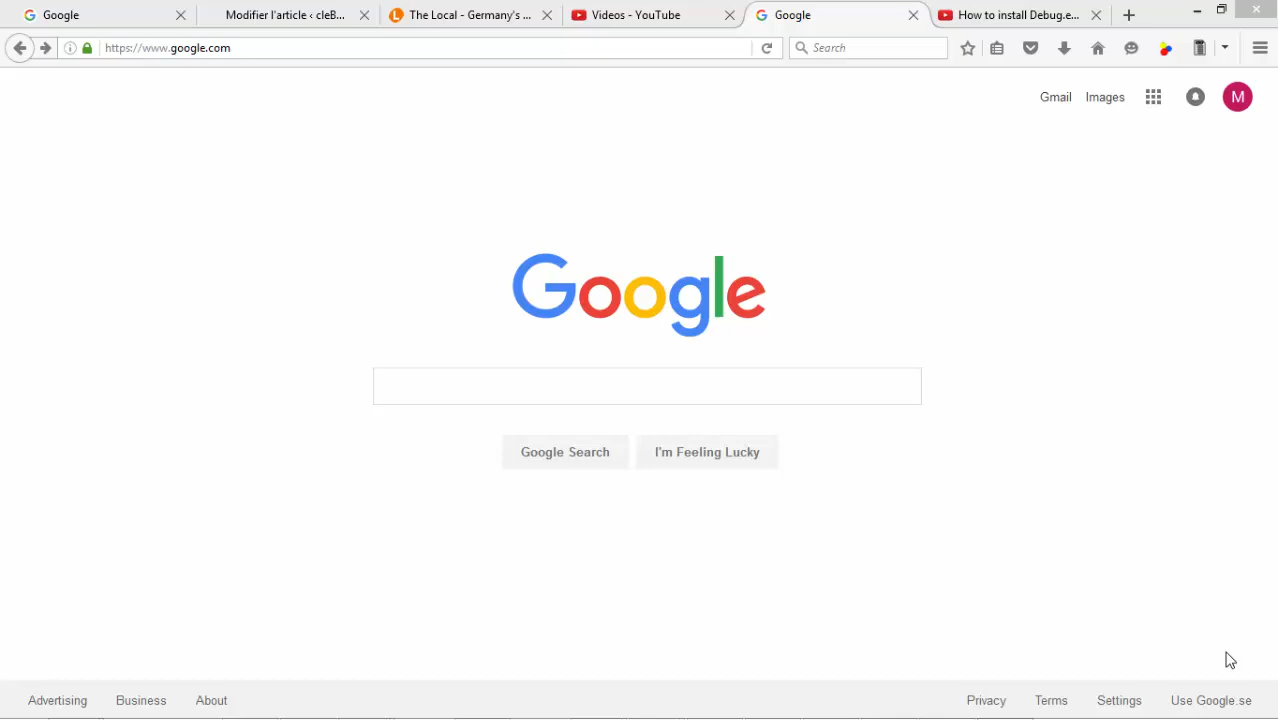 Google
Modifier l'article ‹ cleB...
The Local - Germany's ...
Videos - YouTube
Google
How to install Debug.e...
https://www.google.com
Search
Gmail
Images
M
Google
Google Search
I'm Feeling Lucky
Advertising
Business
About
Privacy
Terms
Settings
Use Google.se